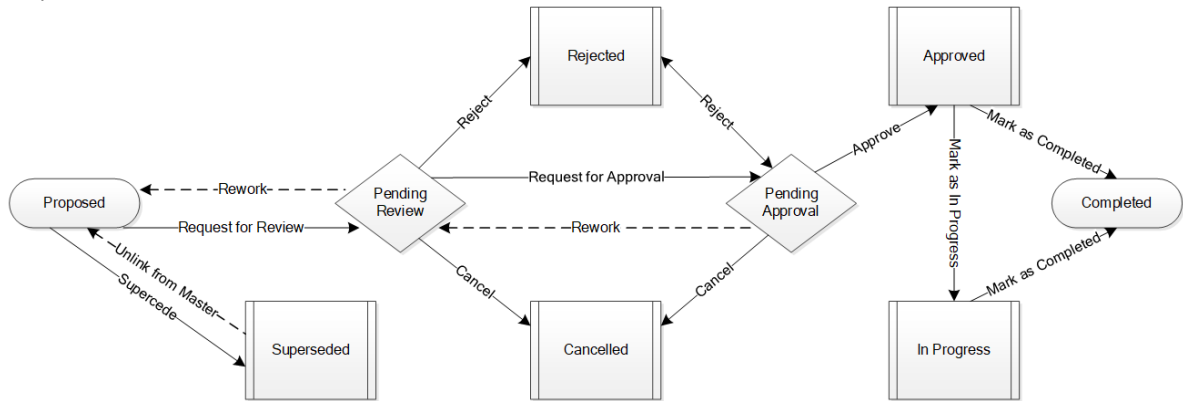 Rejected
Approved
Reject
Reject
Approve
Mark as Completed
Mark as In Progress
Rework
Request for Approval
Proposed
Pending
Review
Pending
Approval
Completed
Request for Review
Rework
Unlink from Master
Supercede
Cancel
Cancel
Mark as Completed
Superseded
Cancelled
In Progress